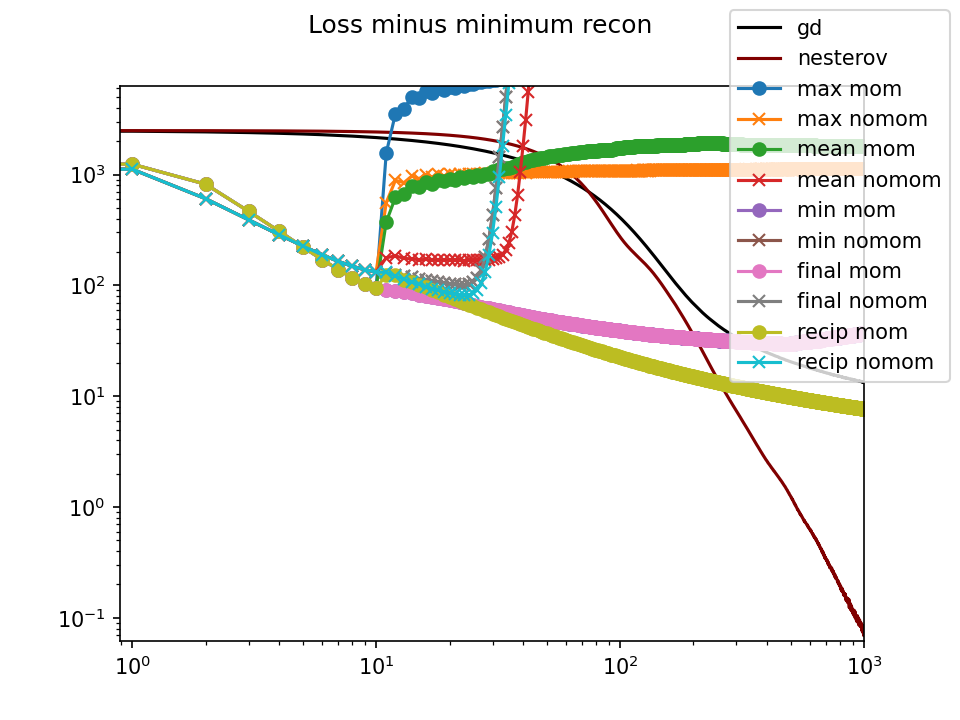 Loss minus minimum recon
gd
nesterov
max mom
max nomom
mean mom
mean nomom
min mom
min nomom
final mom
final nomom
recip mom
recip nomom
10³
10²
10¹
10⁰
10⁻¹
10⁰ 10¹ 10² 10³